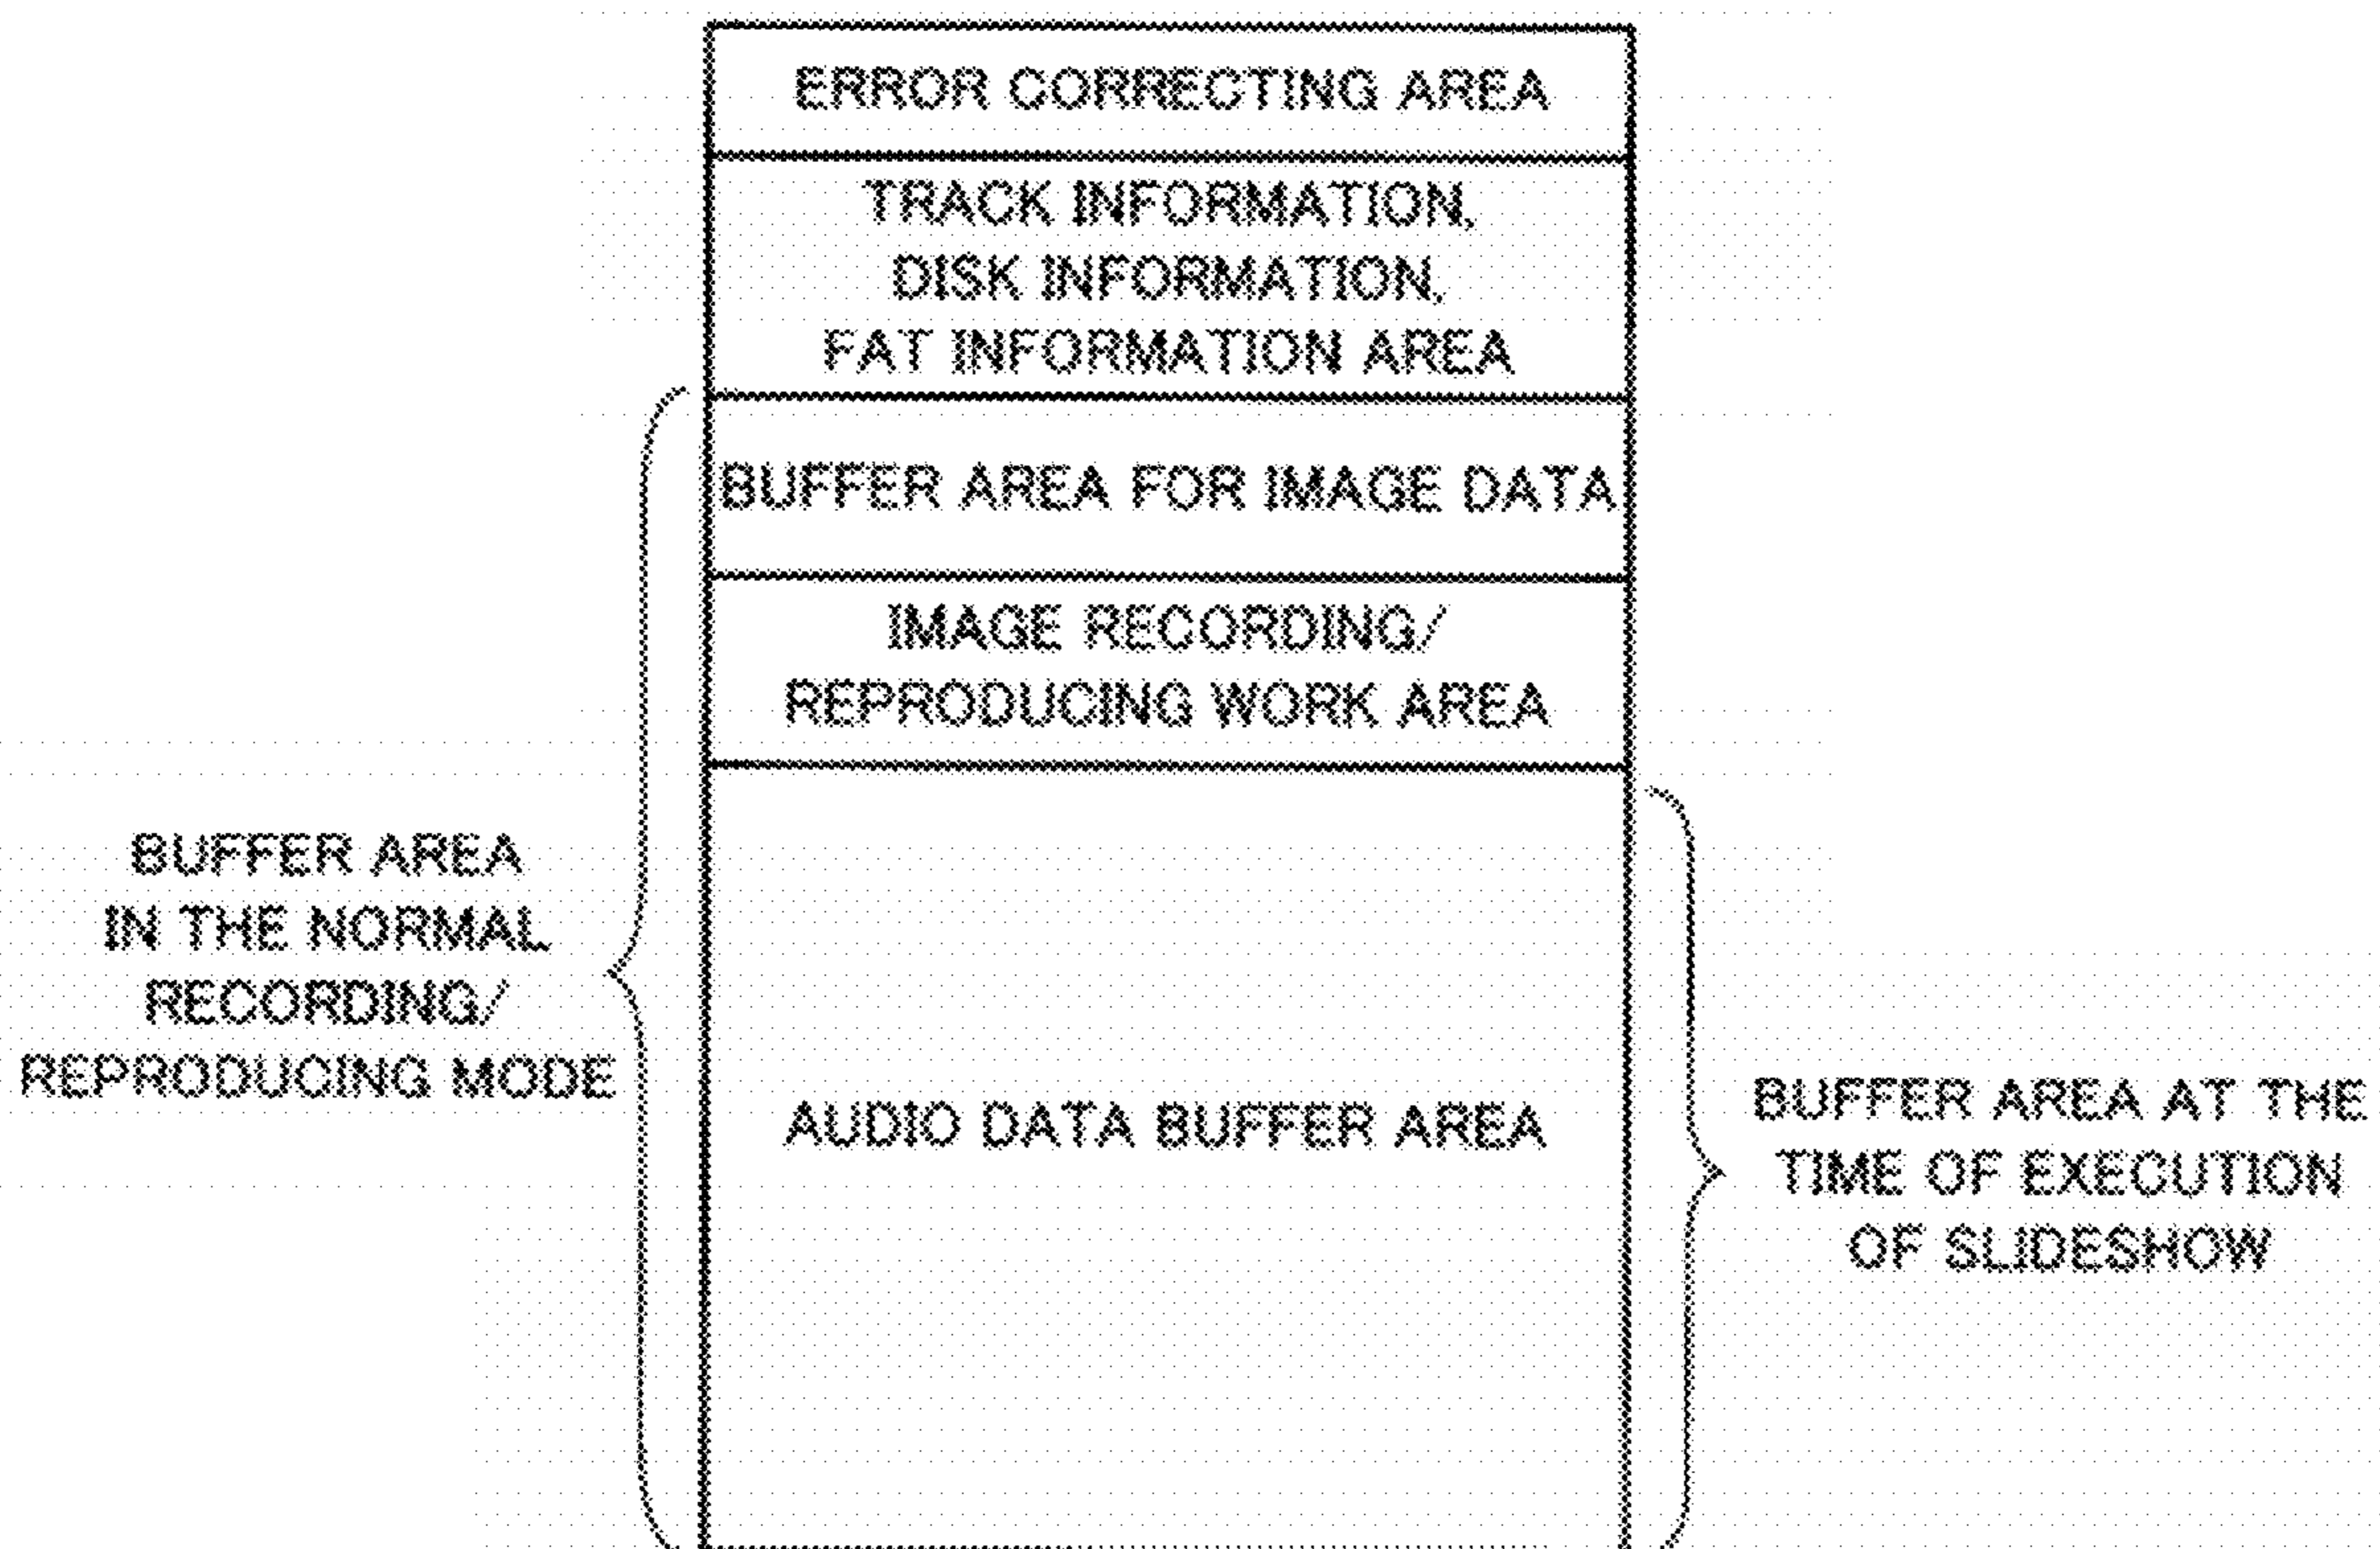 ERROR CORRECTING AREA
TRACK INFORMATION,
DISK INFORMATION,
FAT INFORMATION AREA
BUFFER AREA FOR IMAGE DATA
IMAGE RECORDING/
REPRODUCING WORK AREA
BUFFER AREA
IN THE NORMAL
RECORDING/
REPRODUCING MODE
AUDIO DATA BUFFER AREA
BUFFER AREA AT THE
TIME OF EXECUTION
OF SLIDESHOW